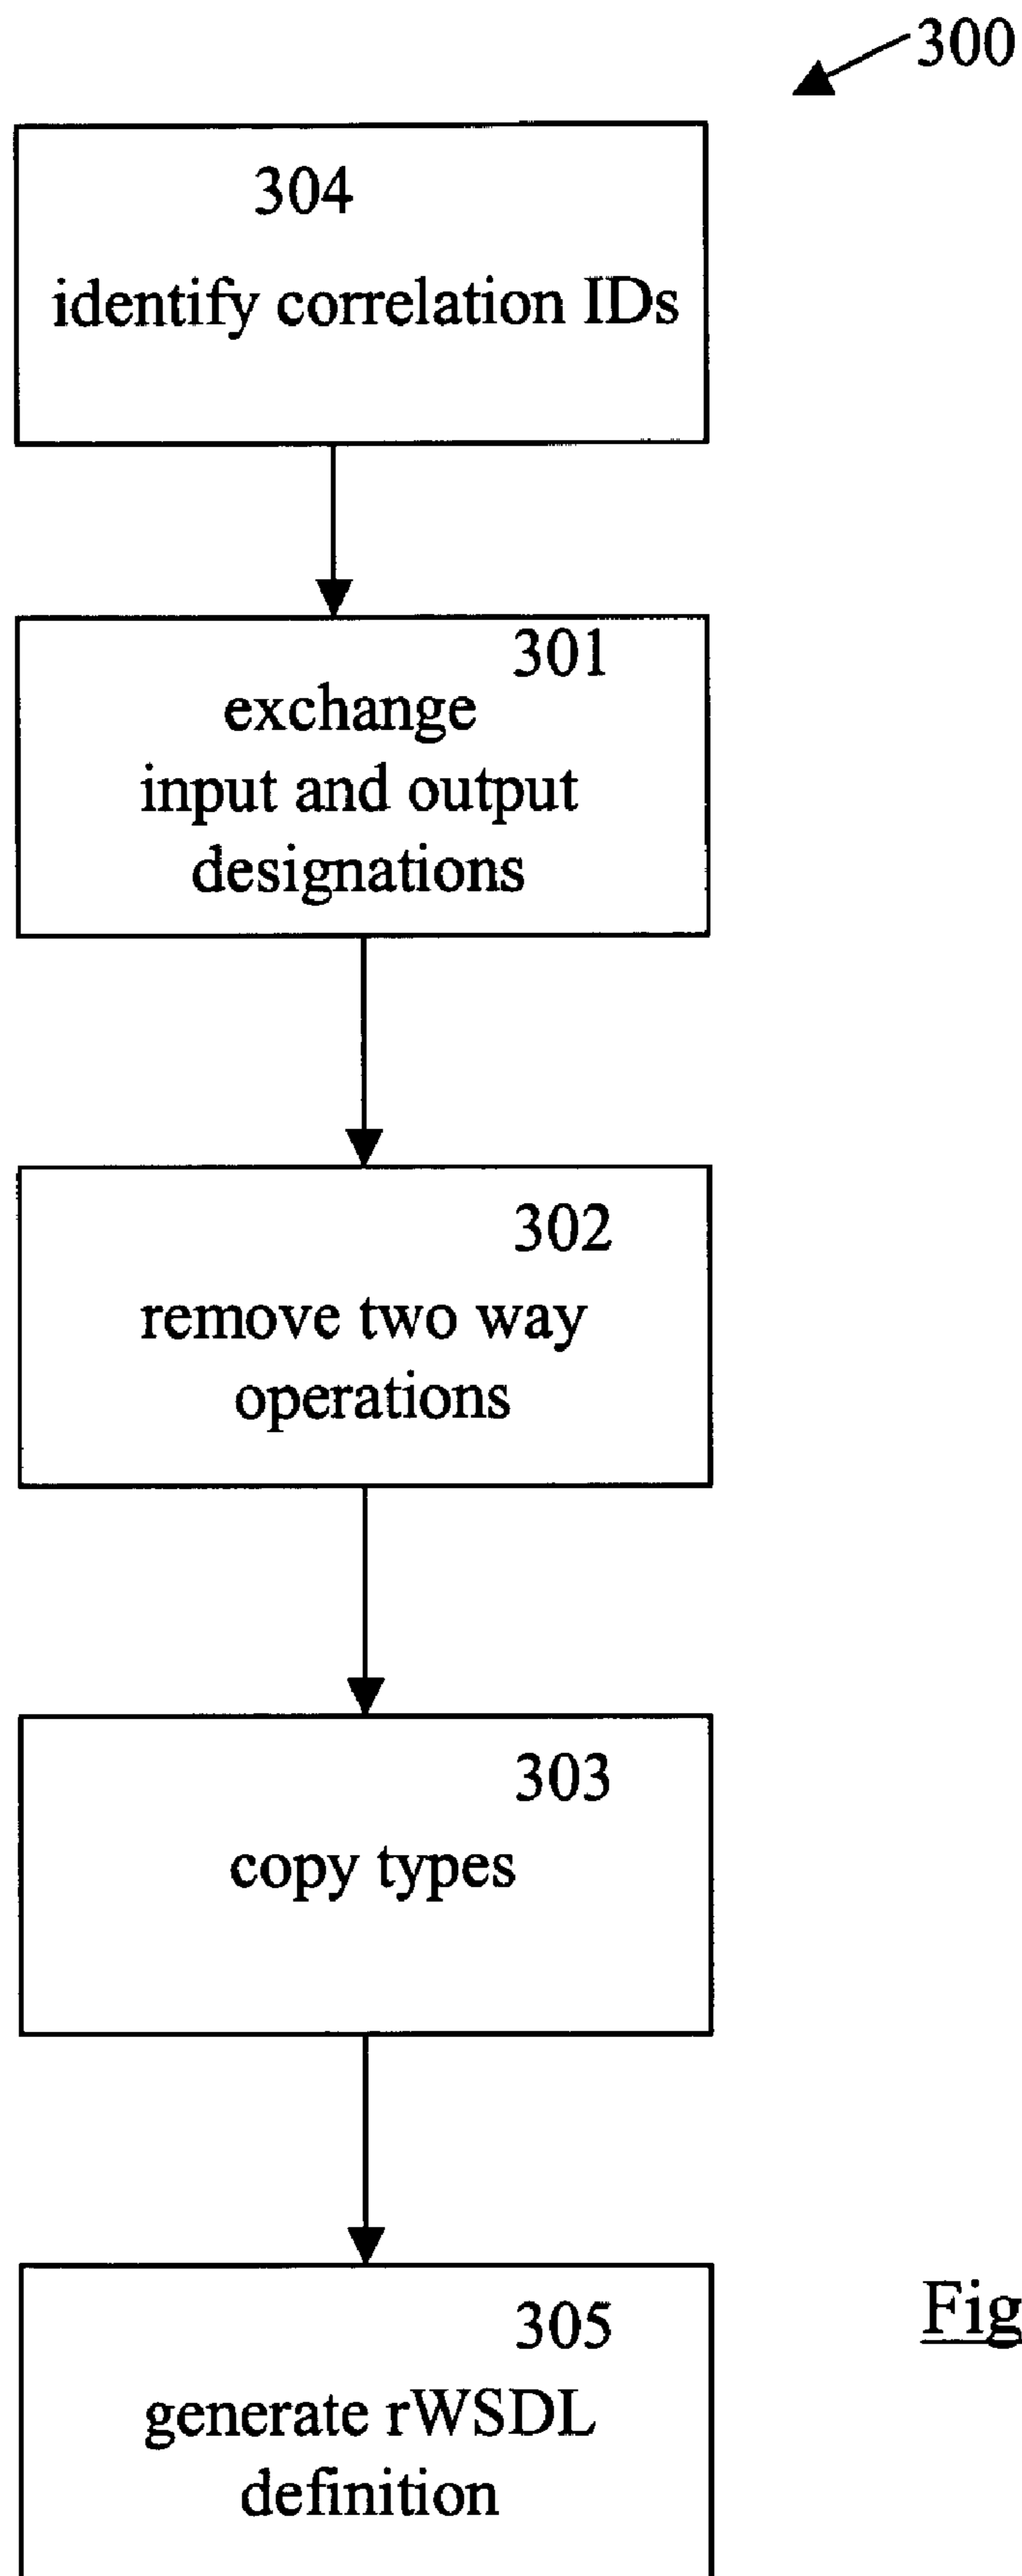 300
304
identify correlation IDs
301
exchange
input and output
designations
302
remove two way
operations
303
copy types
305
generate rWSDL
definition
Fig